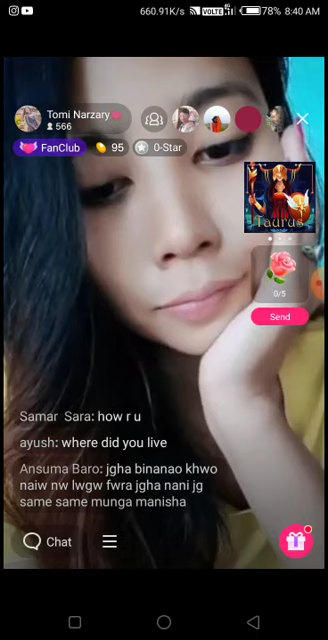 660.91K/s
VOLTE
4G
78%
8:40 AM
Tomi Narzary
566
FanClub
95
0-Star
Taurus
0/5
Send
Samar Sara: how r u
ayush: where did you live
Ansuma Baro: jgha binanao khwo
naiw nw lwgw fwra jgha nani jg
same same munga manisha
Chat